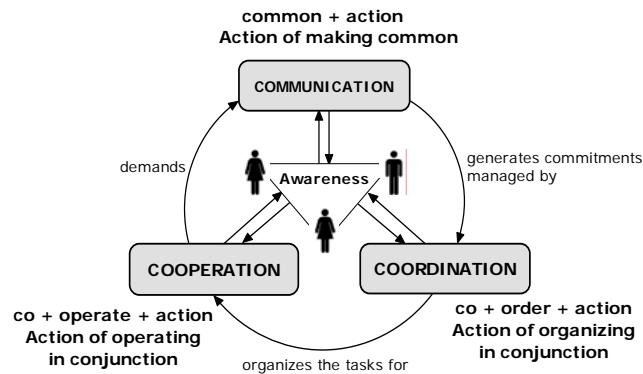 common + action
Action of making common
COMMUNICATION
demands
generates commitments
managed by
Awareness
COOPERATION
COORDINATION
co + operate + action
Action of operating
in conjunction
co + order + action
Action of organizing
in conjunction
organizes the tasks for